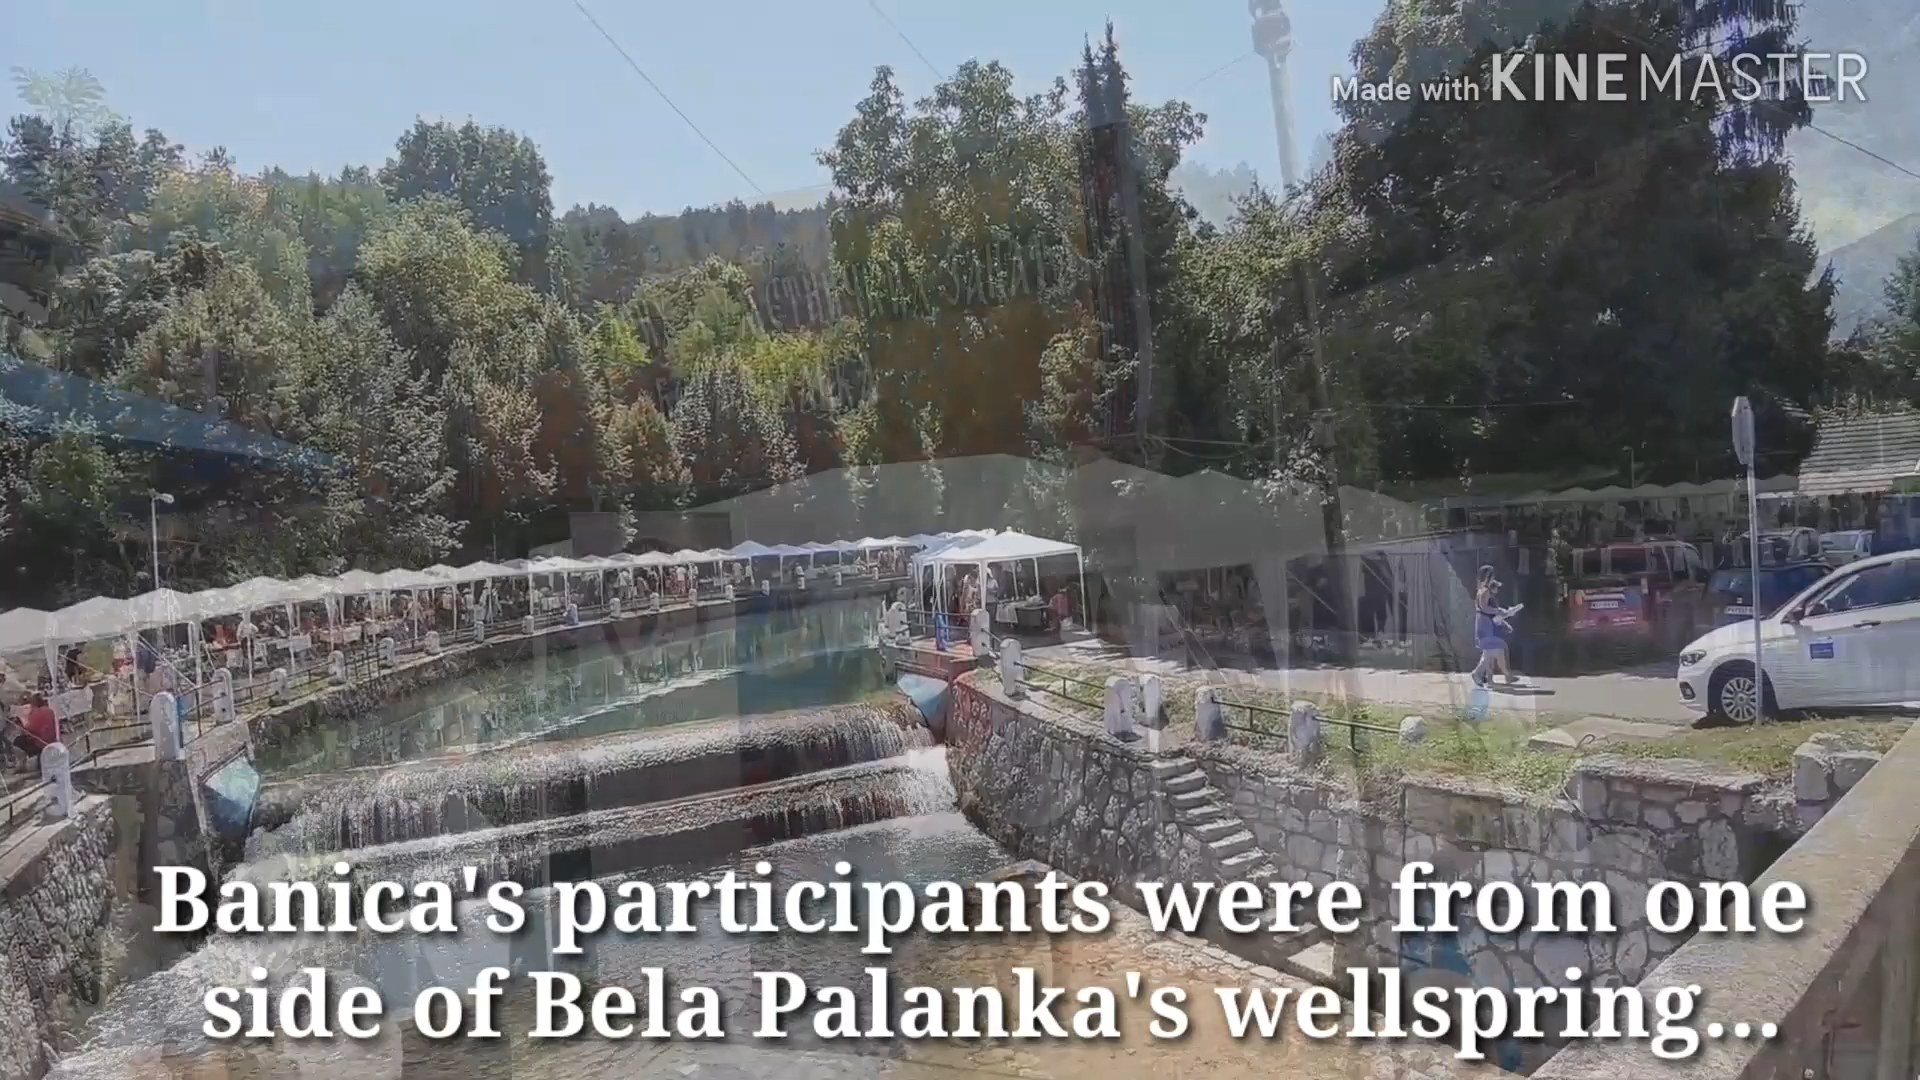 Made with KINEMASTER
Banica's participants were from one
side of Bela Palanka's wellspring...